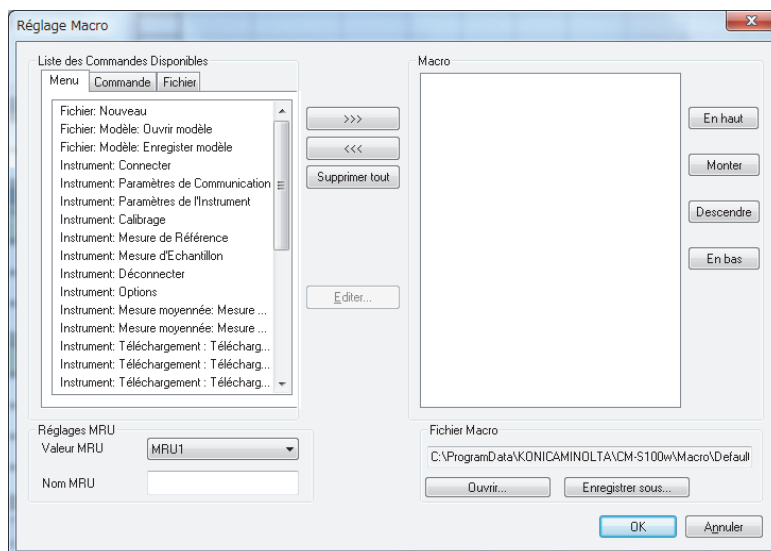 Réglage Macro
Liste des Commandes Disponibles
Menu
Commande
Fichier
Fichier: Nouveau
Fichier: Modèle: Ouvrir modèle
Fichier: Modèle: Enregister modèle
Instrument: Connecter
Instrument: Paramètres de Communication
Instrument: Paramètres de l'Instrument
Instrument: Calibrage
Instrument: Mesure de Référence
Instrument: Mesure d'Echantillon
Instrument: Déconnecter
Instrument: Options
Instrument: Mesure moyennée: Mesure ...
Instrument: Mesure moyennée: Mesure ...
Instrument: Téléchargement : Télécharg...
Instrument: Téléchargement : Télécharg...
Instrument: Téléchargement : Télécharg...
>>>
<<<
Supprimer tout
Editer...
Macro
En haut
Monter
Descendre
En bas
Réglages MRU
Valeur MRU
MRU1
Nom MRU
Fichier Macro
C:\ProgramData\KONICAMINOLTA\CM-S100w\Macro\Default
Ouvrir...
Enregistrer sous...
OK
Annuler